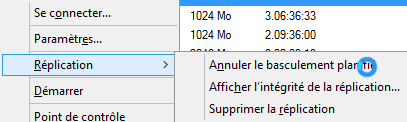 Se connecter...
1024 Mo 3.06:36:33
Paramètres...
1024 Mo 2.09:36:00
Réplication
Annuler le basculement planifié
Démarrer
Afficher l'intégrité de la réplication...
Supprimer la réplication
Point de contrôle